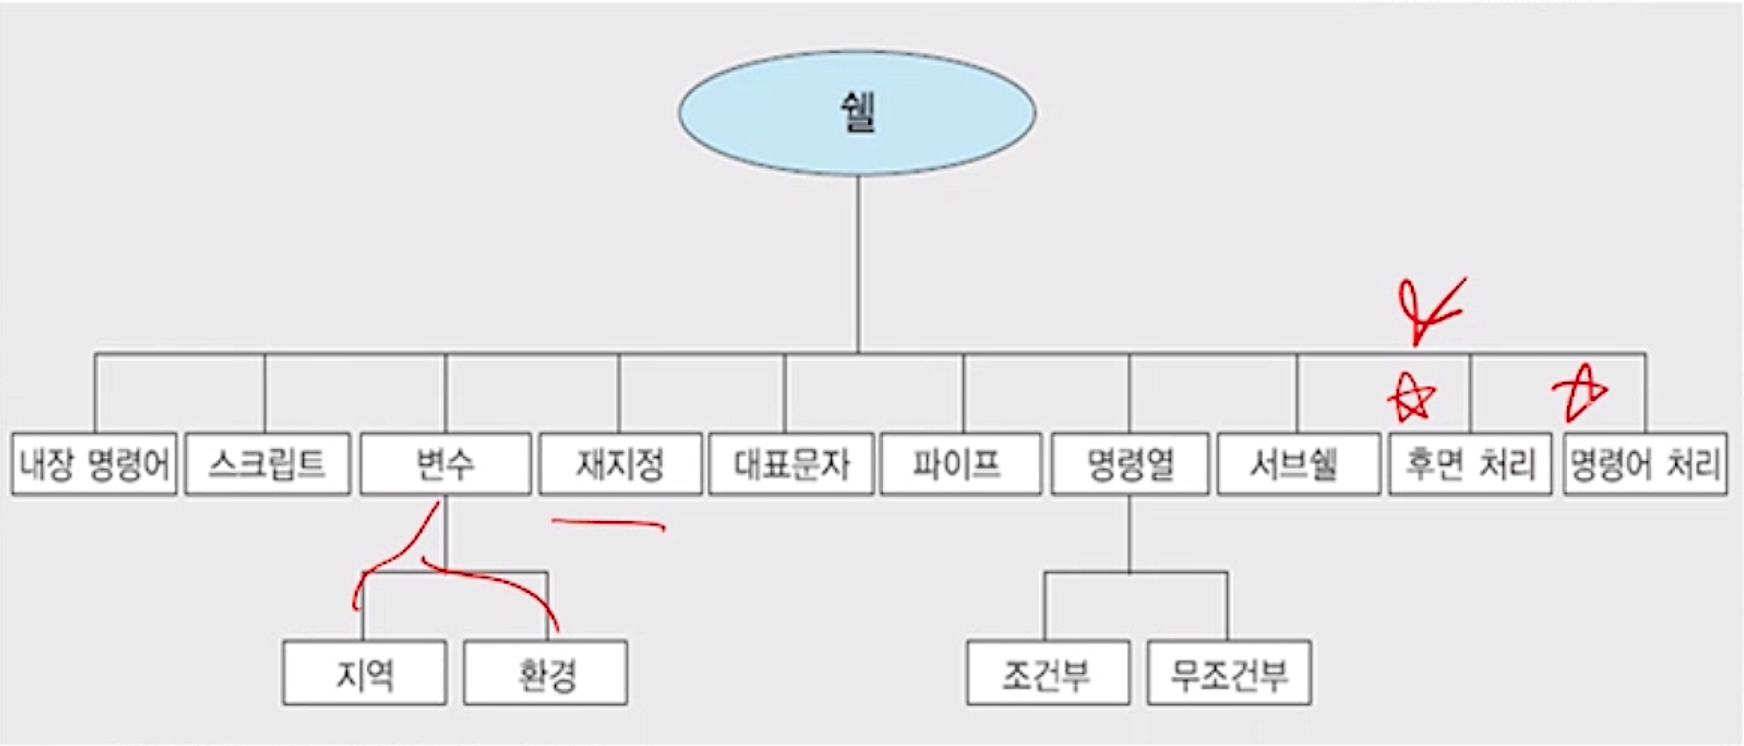 쉘
내장 명령어
스크립트
변수
재지정
대표문자
파이프
명령열
서브쉘
후면 처리
명령어 처리
지역
환경
조건부
무조건부